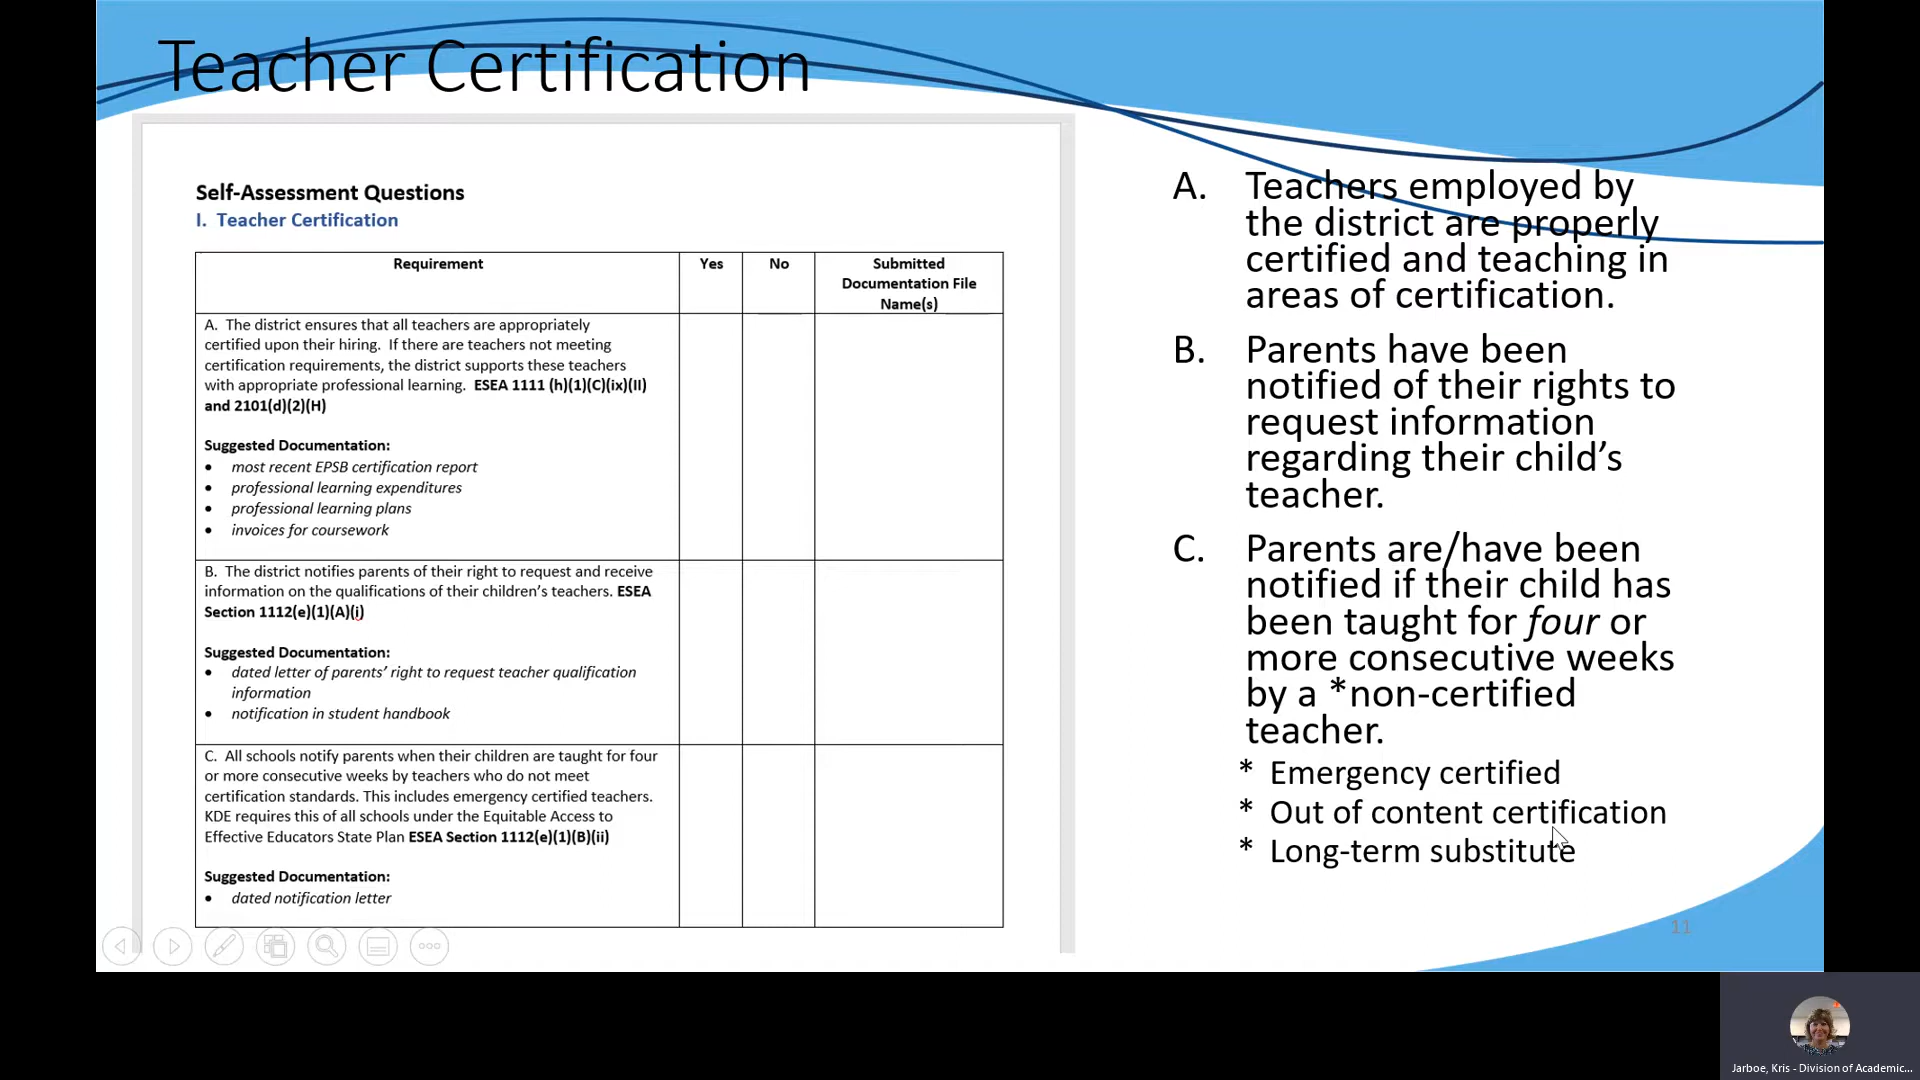 Teacher Certification
Self-Assessment Questions
I. Teacher Certification
Requirement
Yes
No
Submitted
Documentation File
Name(s)
A. The district ensures that all teachers are appropriately
certified upon their hiring. If there are teachers not meeting
certification requirements, the district supports these teachers
with appropriate professional learning. ESEA 1111 (h)(1)(C)(ix)(II)
and 2101(d)(2)(H)
Suggested Documentation:
• most recent EPSB certification report
• professional learning expenditures
• professional learning plans
• invoices for coursework
B. The district notifies parents of their right to request and receive
information on the qualifications of their children's teachers. ESEA
Section 1112(e)(1)(A)(i)
Suggested Documentation:
• dated letter of parents' right to request teacher qualification
information
• notification in student handbook
C. All schools notify parents when their children are taught for four
or more consecutive weeks by teachers who do not meet
certification standards. This includes emergency certified teachers.
KDE requires this of all schools under the Equitable Access to
Effective Educators State Plan ESEA Section 1112(e)(1)(B)(ii)
Suggested Documentation:
• dated notification letter
A. Teachers employed by
the district are properly
certified and teaching in
areas of certification.
B. Parents have been
notified of their rights to
request information
regarding their child's
teacher.
C. Parents are/have been
notified if their child has
been taught for four or
more consecutive weeks
by a *non-certified
teacher.
* Emergency certified
* Out of content certification
* Long-term substitute
11
Jarboe, Kris - Division of Academic...